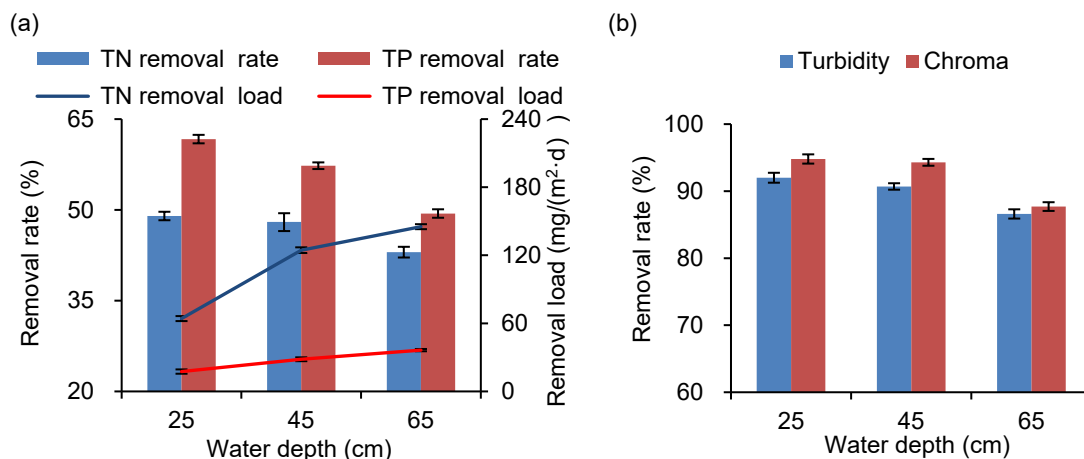 (a)
TN removal rate
TP removal rate
TN removal load
TP removal load
65
50
35
20
Removal rate (%)
240
180
120
60
0
Removal load (mg/(m²·d) )
25 45 65
Water depth (cm)
(b)
Turbidity Chroma
100
90
80
70
60
Removal rate (%)
25 45 65
Water depth (cm)